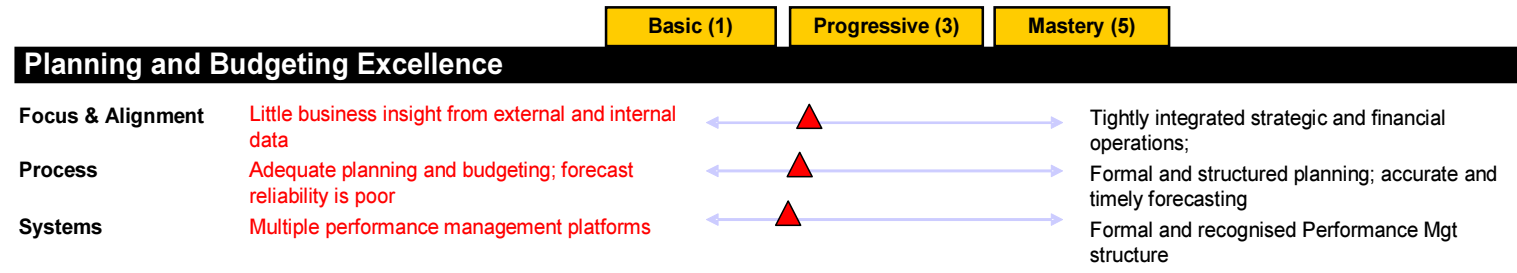 Basic (1) Progressive (3) Mastery (5)
Planning and Budgeting Excellence
Focus & Alignment
Little business insight from external and internal
data
Tightly integrated strategic and financial
operations;
Process
Adequate planning and budgeting; forecast
reliability is poor
Formal and structured planning; accurate and
timely forecasting
Systems
Multiple performance management platforms
Formal and recognised Performance Mgt
structure